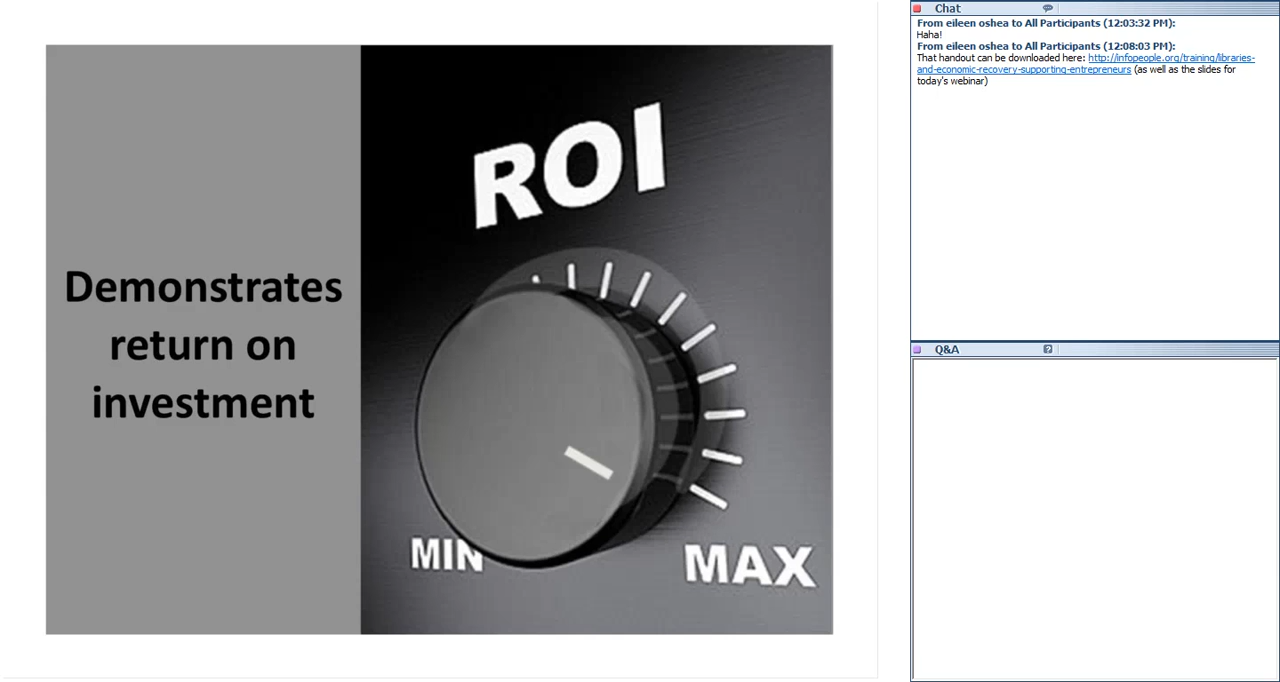 Demonstrates
return on
investment
ROI
MIN
MAX
Chat
From eileen oshea to All Participants (12:03:32 PM):
Haha!
From eileen oshea to All Participants (12:08:03 PM):
That handout can be downloaded here: http://infopeople.org/training/libraries-
and-economic-recovery-supporting-entrepreneurs (as well as the slides for
today's webinar)
Q&A